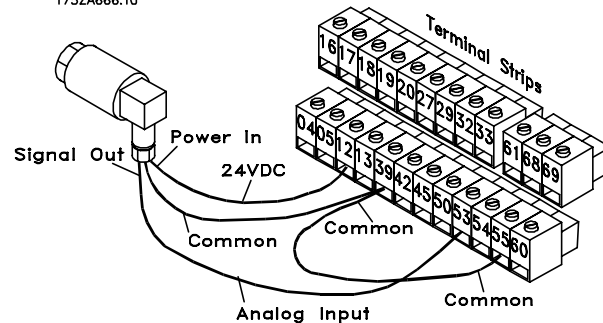 Terminal Strips
16 17 18 19 20 27 29 32 33 61 68 69
04 05 12 13 39 42 45 50 53 54 55 60
Power In
Signal Out
24VDC
Common
Common
Common
Analog Input